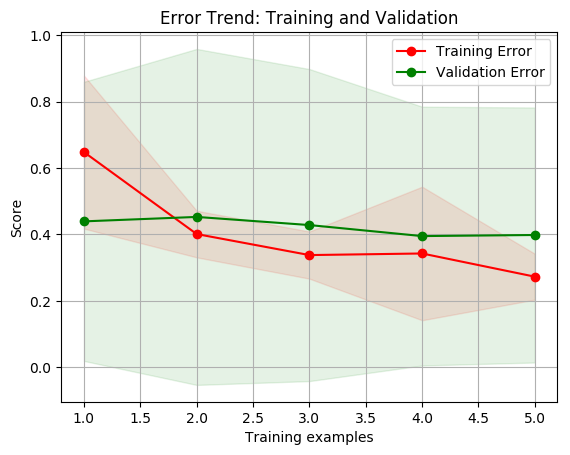 Error Trend: Training and Validation
Training Error
Validation Error
Score
1.0
0.8
0.6
0.4
0.2
0.0
1.0 1.5 2.0 2.5 3.0 3.5 4.0 4.5 5.0
Training examples